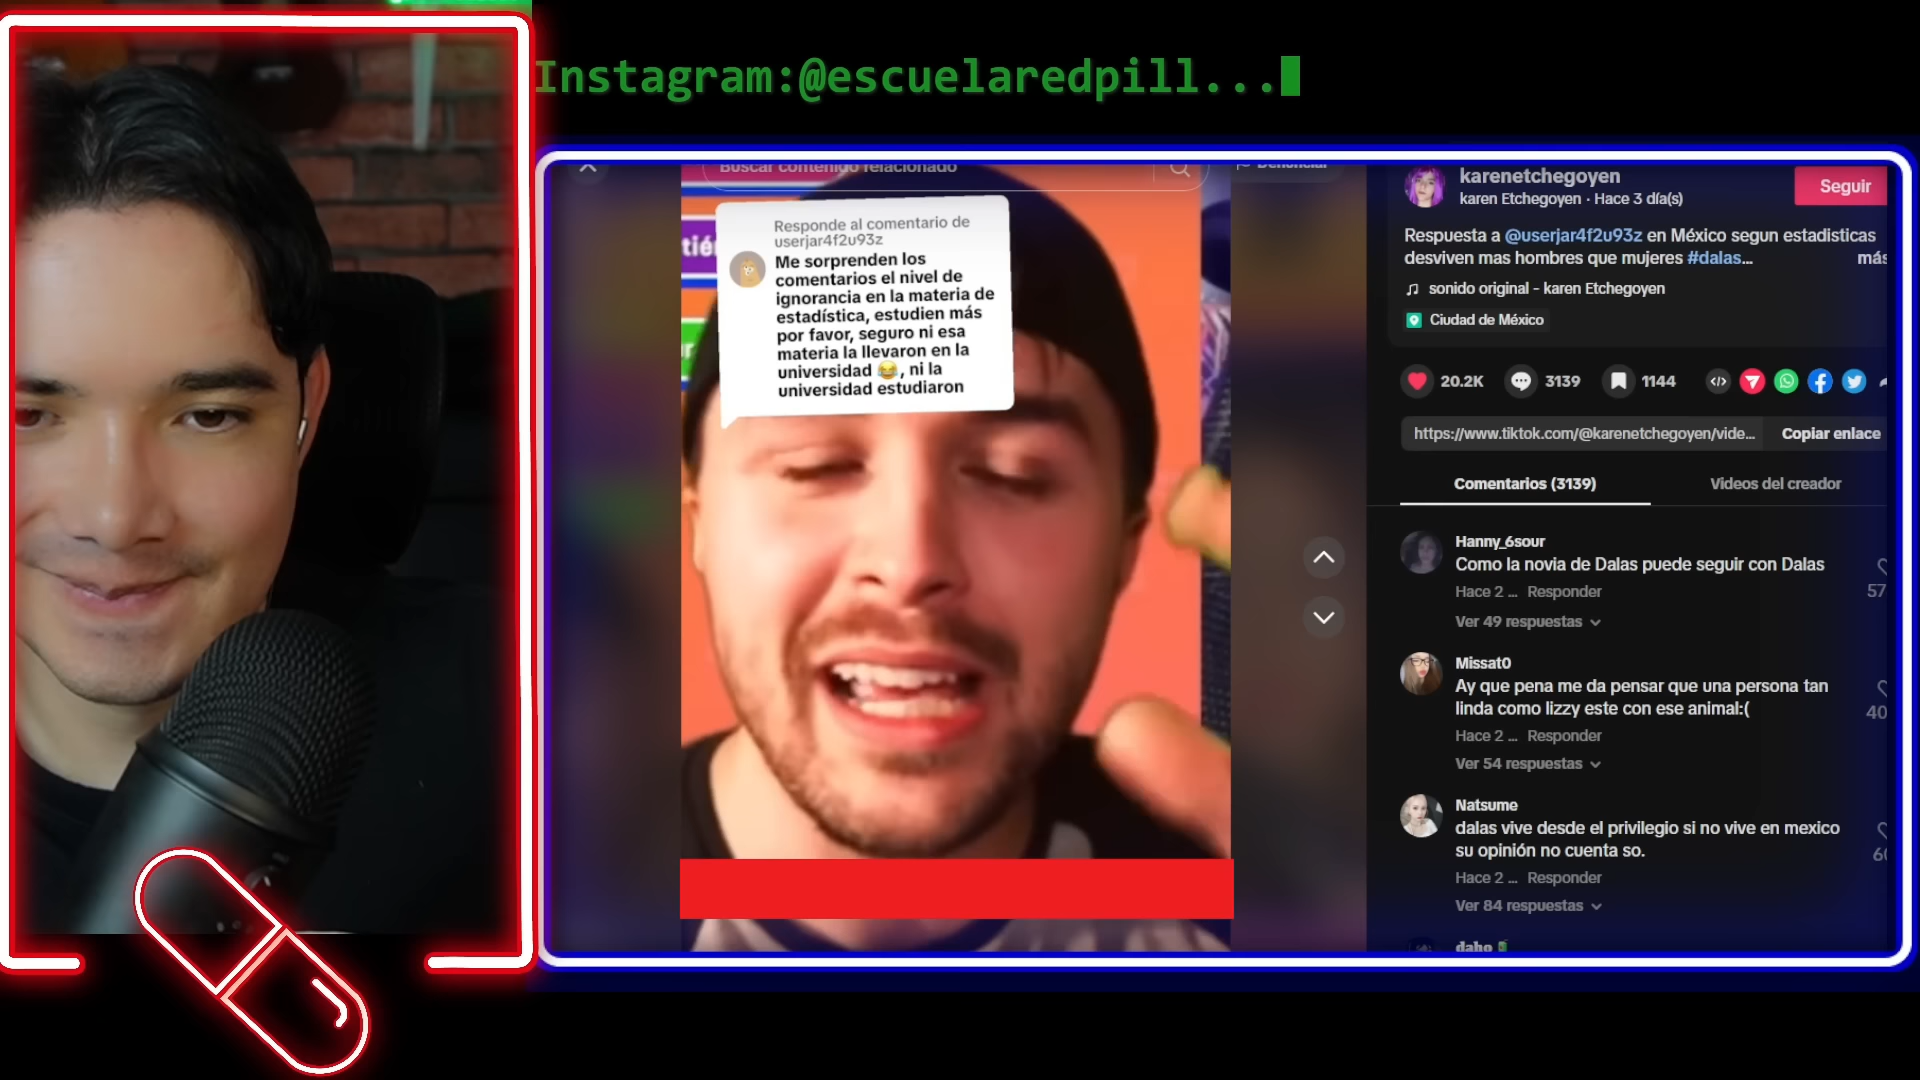 Instagram:@escuelaredpill...
Buscar contenido relacionado
Denunciar
Responde al comentario de
userjar4f2u93z
Me sorprenden los
comentarios el nivel de
ignorancia en la materia de
estadística, estudien más
por favor, seguro ni esa
materia la llevaron en la
universidad 😂, ni la
universidad estudiaron
karenetchegoyen
karen Etchegoyen · Hace 3 día(s)
Seguir
Respuesta a @userjar4f2u93z en México segun estadisticas
desviven mas hombres que mujeres #dalas...
más
sonido original - karen Etchegoyen
Ciudad de México
20.2K
3139
1144
https://www.tiktok.com/@karenetchegoyen/vide...
Copiar enlace
Comentarios (3139)
Videos del creador
Hanny_6sour
Como la novia de Dalas puede seguir con Dalas
Hace 2 ... Responder
57
Ver 49 respuestas
Missat0
Ay que pena me da pensar que una persona tan
linda como lizzy este con ese animal:(
Hace 2 ... Responder
40
Ver 54 respuestas
Natsume
dalas vive desde el privilegio si no vive en mexico
su opinión no cuenta so.
Hace 2 ... Responder
Ver 84 respuestas
daho